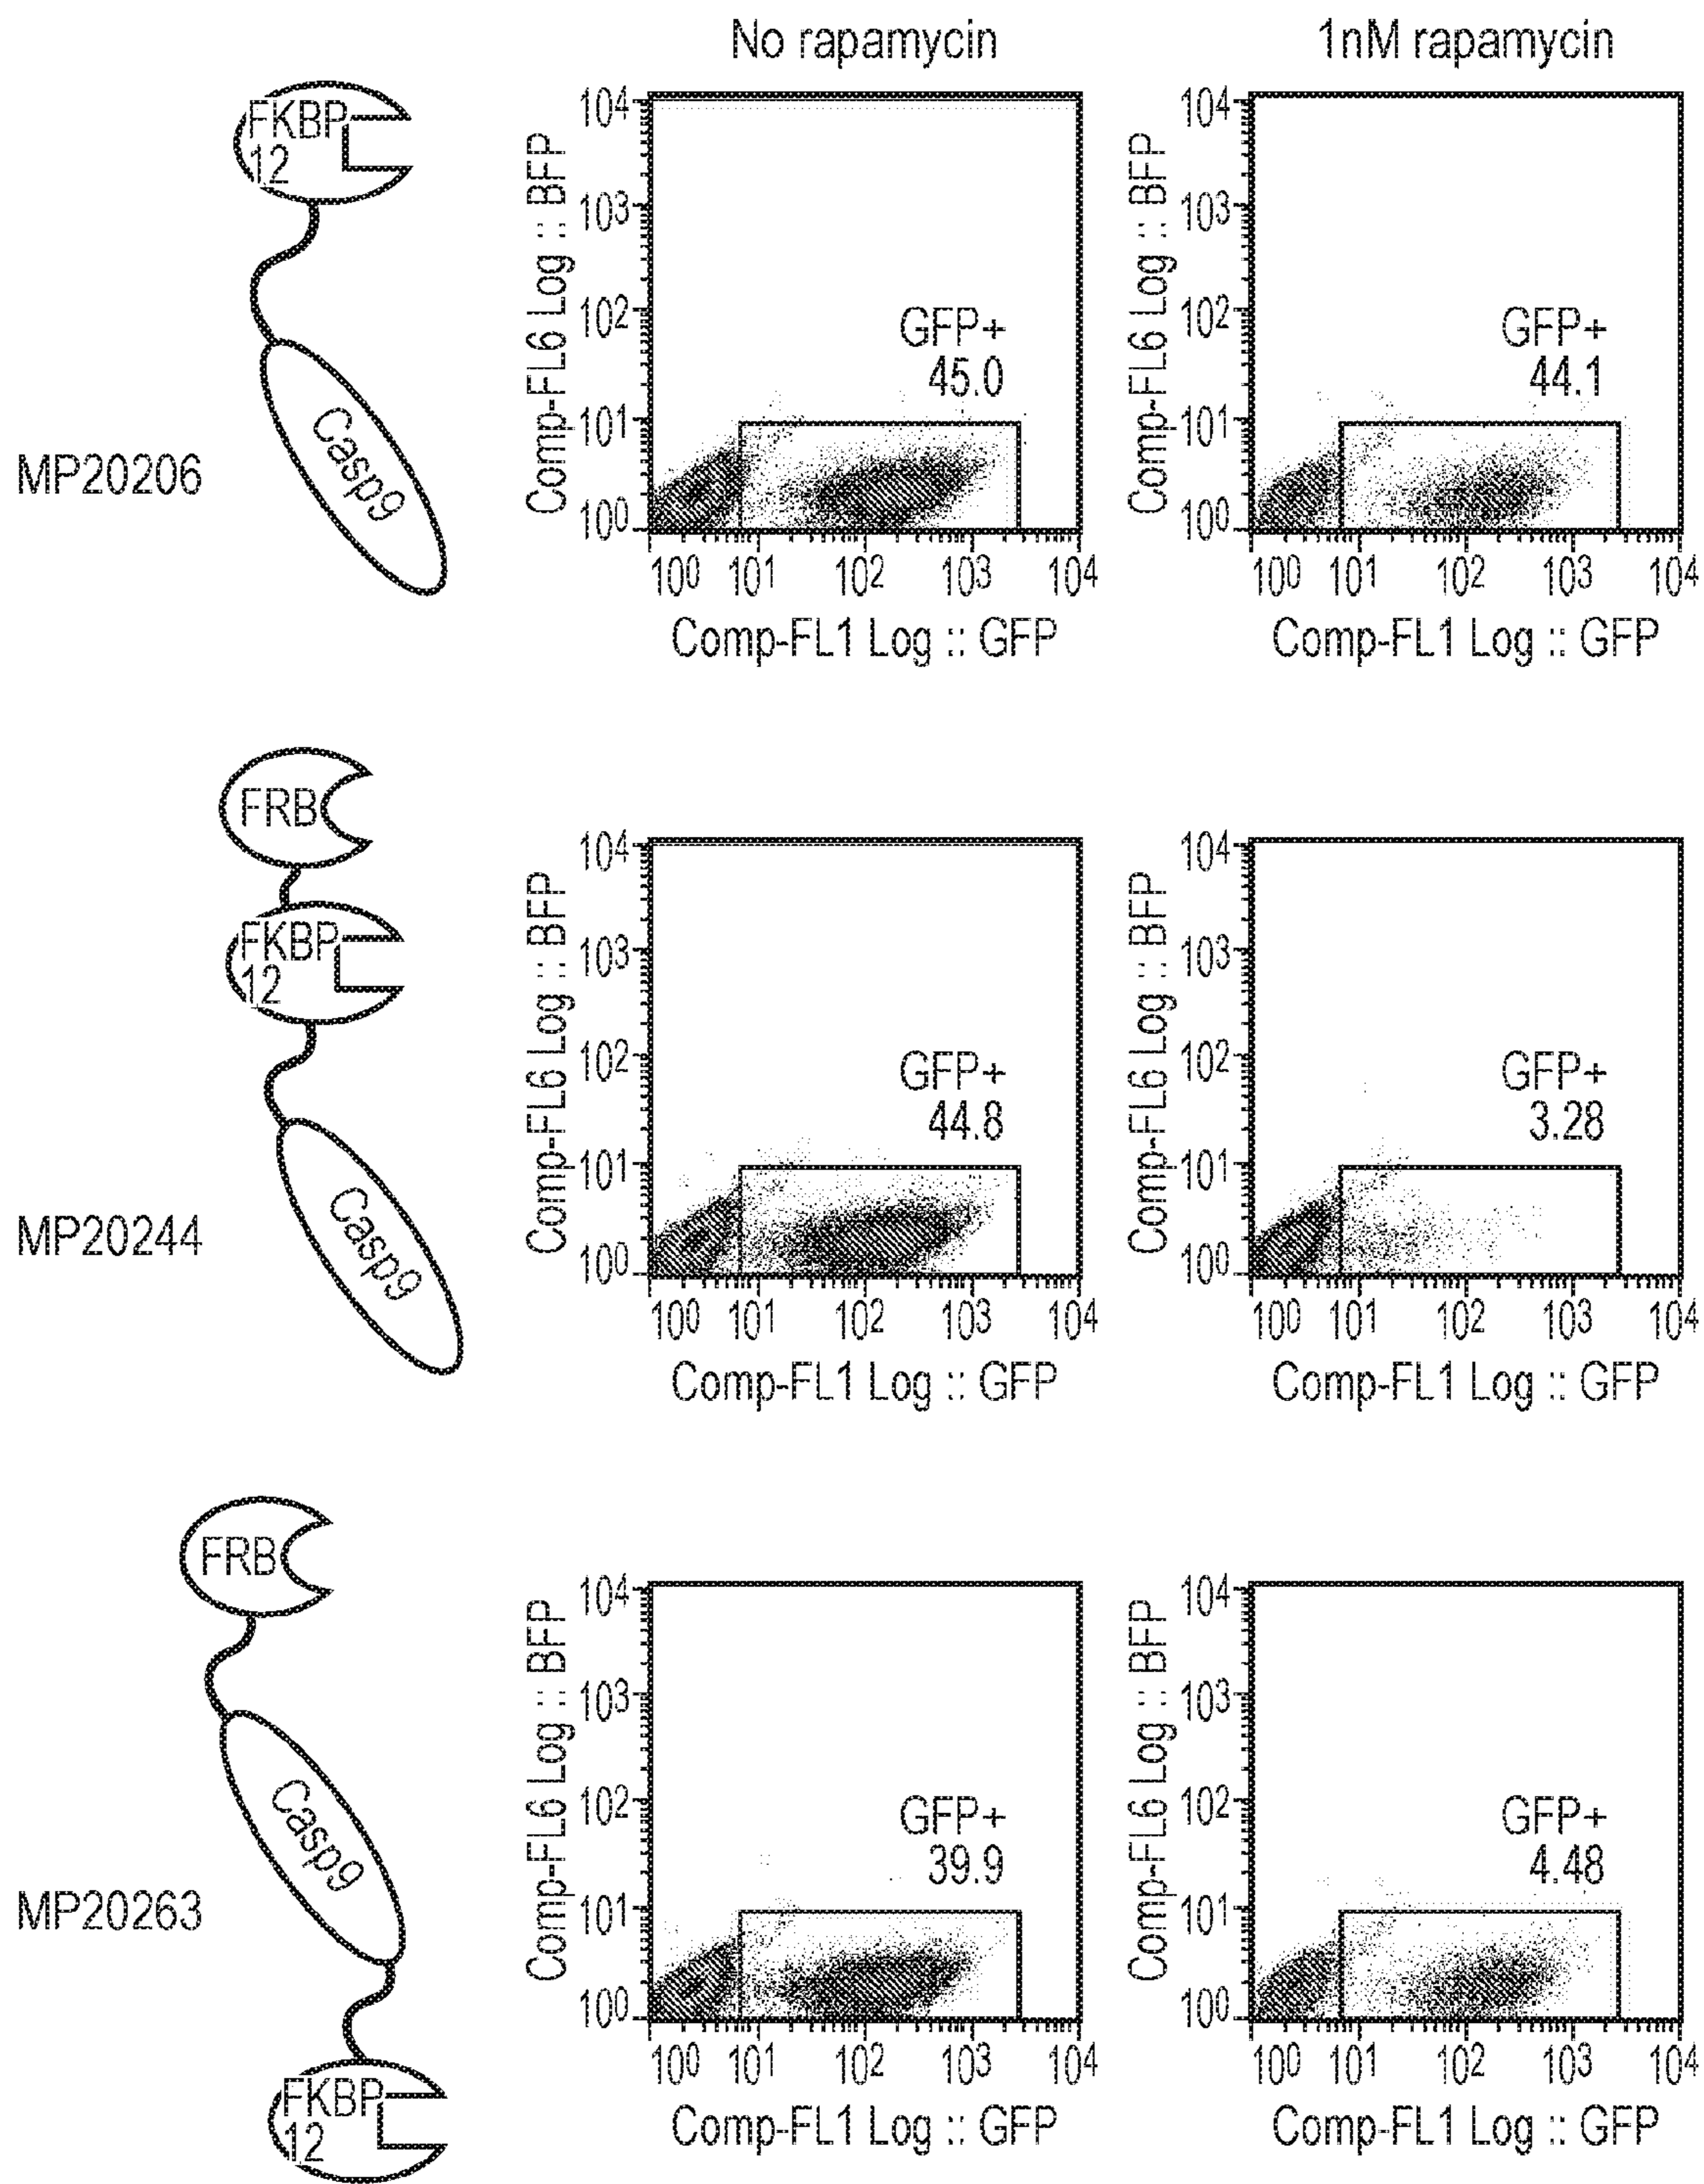 No rapamycin
1nM rapamycin
FKBP
12
Casp9
MP20206
Comp-FL6 Log :: BFP
10⁴
10³
10²
10¹
10⁰
GFP+
45.0
10⁰ 10¹ 10² 10³ 10⁴
Comp-FL1 Log :: GFP
Comp-FL6 Log :: BFP
10⁴
10³
10²
10¹
10⁰
GFP+
44.1
10⁰ 10¹ 10² 10³ 10⁴
Comp-FL1 Log :: GFP
FRB
FKBP
12
Casp9
MP20244
Comp-FL6 Log :: BFP
10⁴
10³
10²
10¹
10⁰
GFP+
44.8
10⁰ 10¹ 10² 10³ 10⁴
Comp-FL1 Log :: GFP
Comp-FL6 Log :: BFP
10⁴
10³
10²
10¹
10⁰
GFP+
3.28
10⁰ 10¹ 10² 10³ 10⁴
Comp-FL1 Log :: GFP
FRB
Casp9
MP20263
FKBP
12
Comp-FL6 Log :: BFP
10⁴
10³
10²
10¹
10⁰
GFP+
39.9
10⁰ 10¹ 10² 10³ 10⁴
Comp-FL1 Log :: GFP
Comp-FL6 Log :: BFP
10⁴
10³
10²
10¹
10⁰
GFP+
4.48
10⁰ 10¹ 10² 10³ 10⁴
Comp-FL1 Log :: GFP